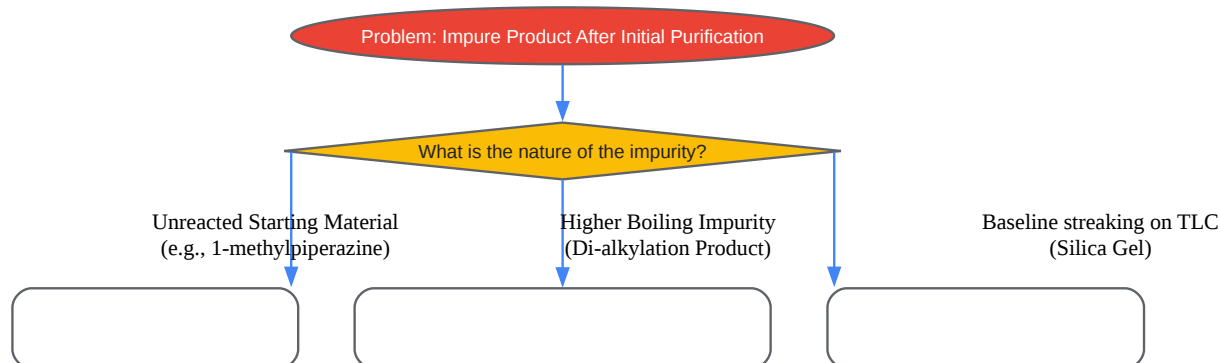 Problem: Impure Product After Initial Purification
What is the nature of the impurity?
Unreacted Starting Material
(e.g., 1-methylpiperazine)
Higher Boiling Impurity
(Di-alkylation Product)
Baseline streaking on TLC
(Silica Gel)